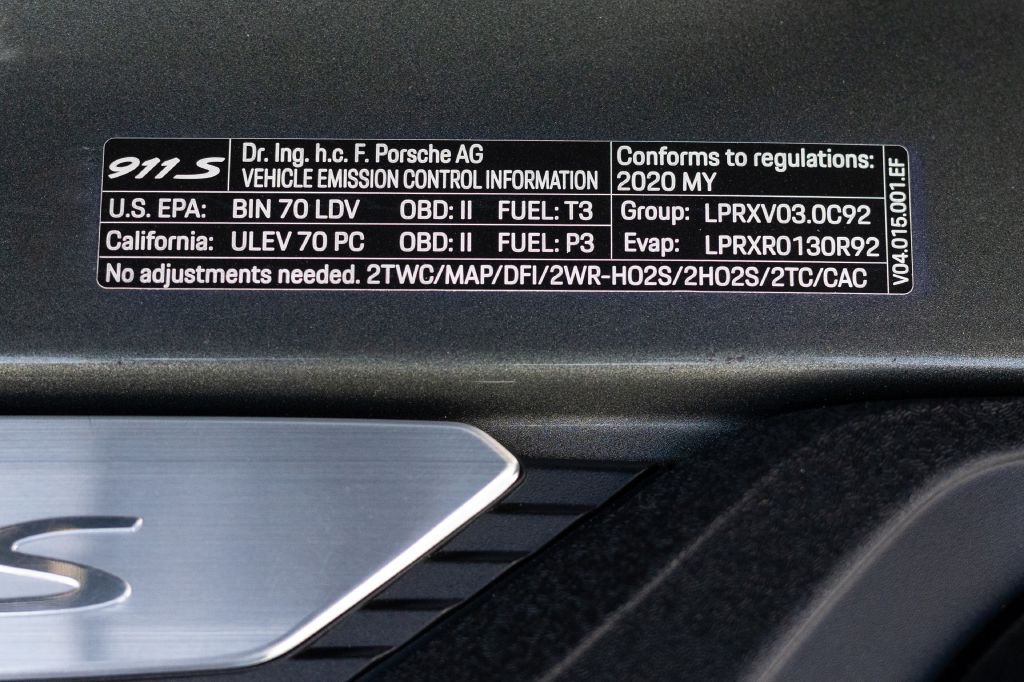 911 S
Dr. Ing. h.c. F. Porsche AG
VEHICLE EMISSION CONTROL INFORMATION
Conforms to regulations:
2020 MY
U.S. EPA: BIN 70 LDV OBD: II FUEL: T3
Group: LPRXV03.0C92
California: ULEV 70 PC OBD: II FUEL: P3
Evap: LPRXR0130R92
No adjustments needed. 2TWC/MAP/DFI/2WR-HO2S/2HO2S/2TC/CAC
V04.015.001.EF
S